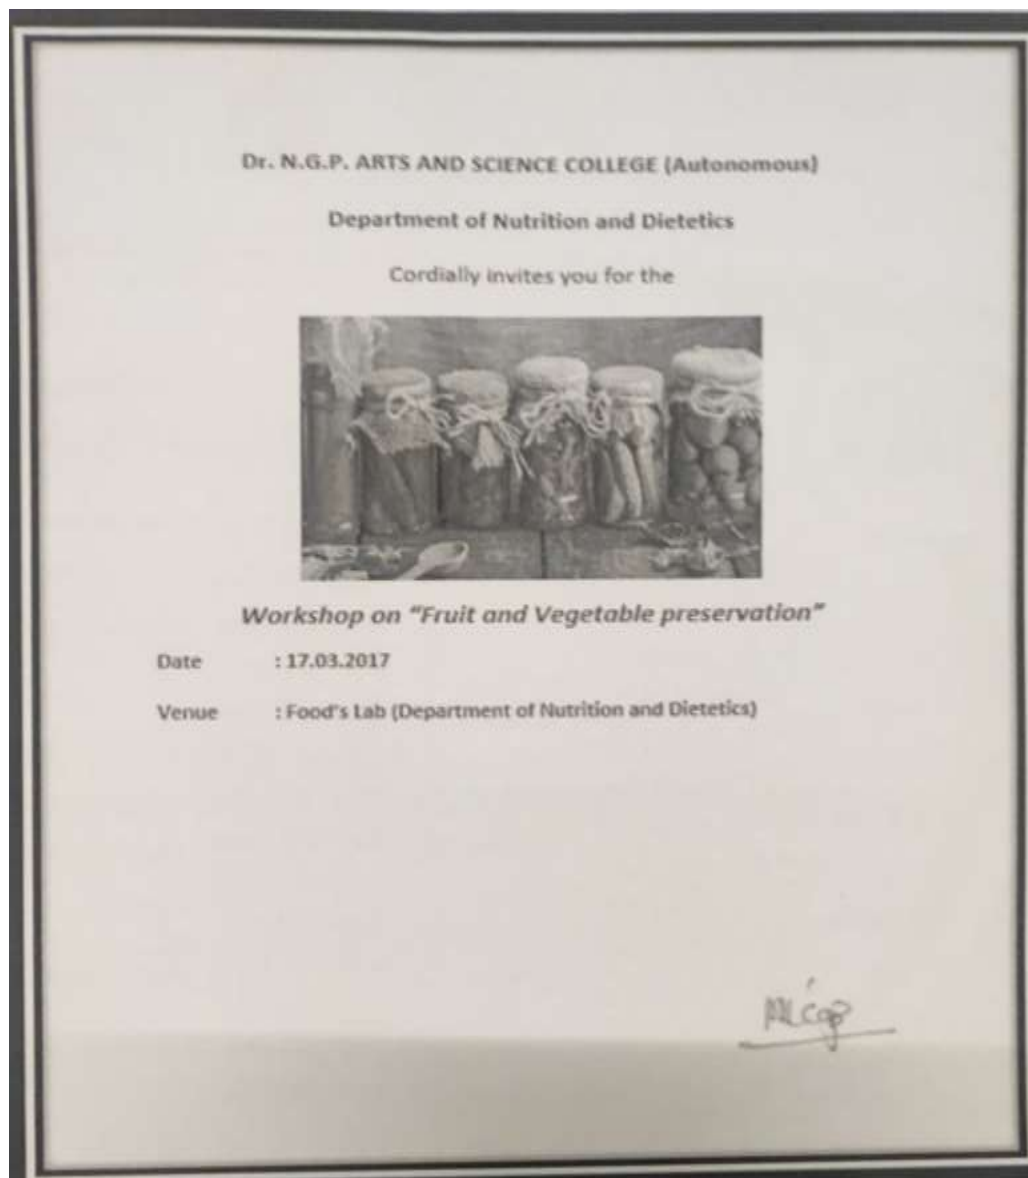 Dr. N.G.P. ARTS AND SCIENCE COLLEGE (Autonomous)
Department of Nutrition and Dietetics
Cordially invites you for the
Workshop on "Fruit and Vegetable preservation"
Date : 17.03.2017
Venue : Food's Lab (Department of Nutrition and Dietetics)